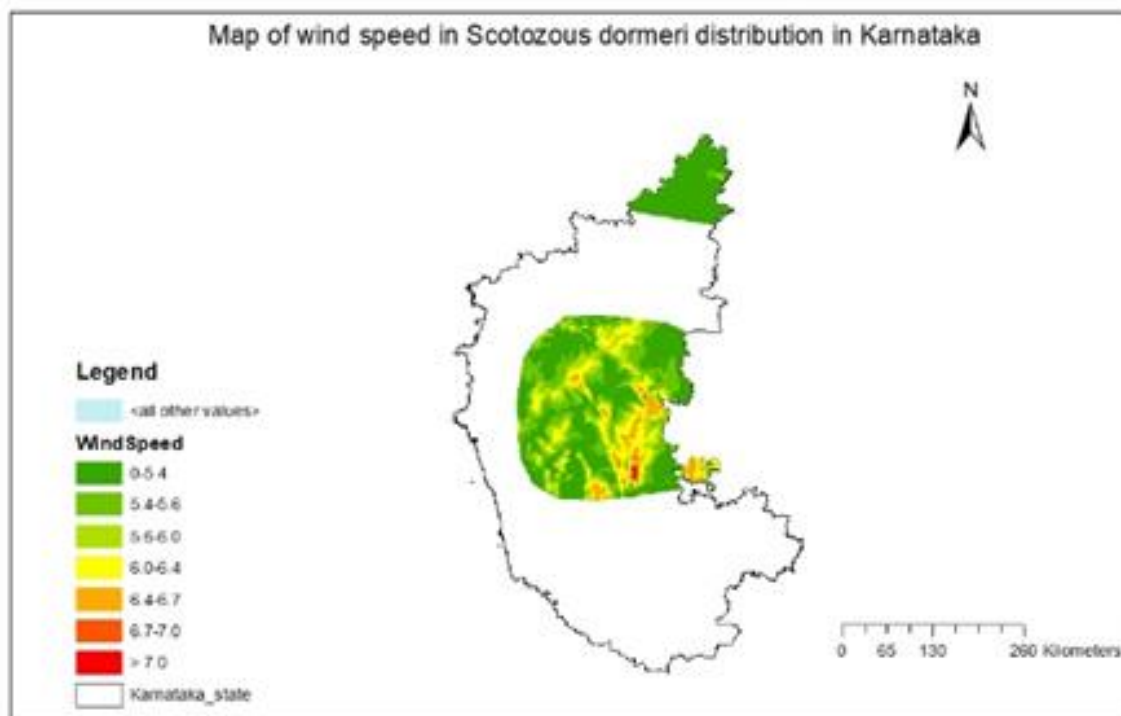 Map of wind speed in Scotozous dormeri distribution in Karnataka
N
Legend
<all other values>
WindSpeed
0-5.4
5.4-5.6
5.6-6.0
6.0-6.4
6.4-6.7
6.7-7.0
> 7.0
Karnataka_state
0 65 130 260 Kilometers